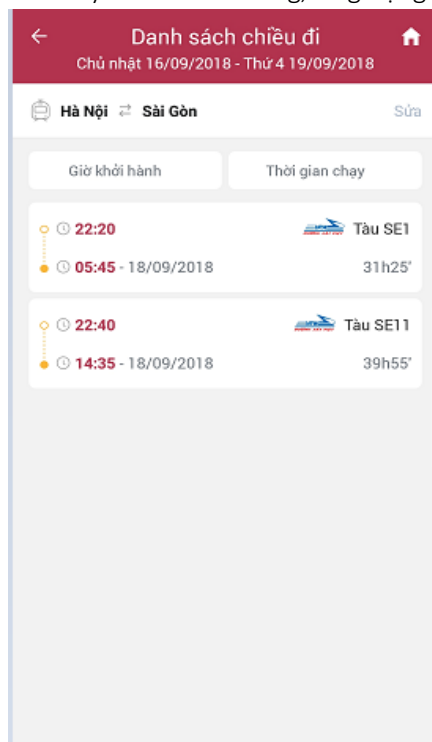 Danh sách chiều đi
Chủ nhật 16/09/2018 - Thứ 4 19/09/2018
Hà Nội Sài Gòn Sửa
Giờ khởi hành Thời gian chạy
22:20 Tàu SE1
05:45 - 18/09/2018 31h25'
22:40 Tàu SE11
14:35 - 18/09/2018 39h55'